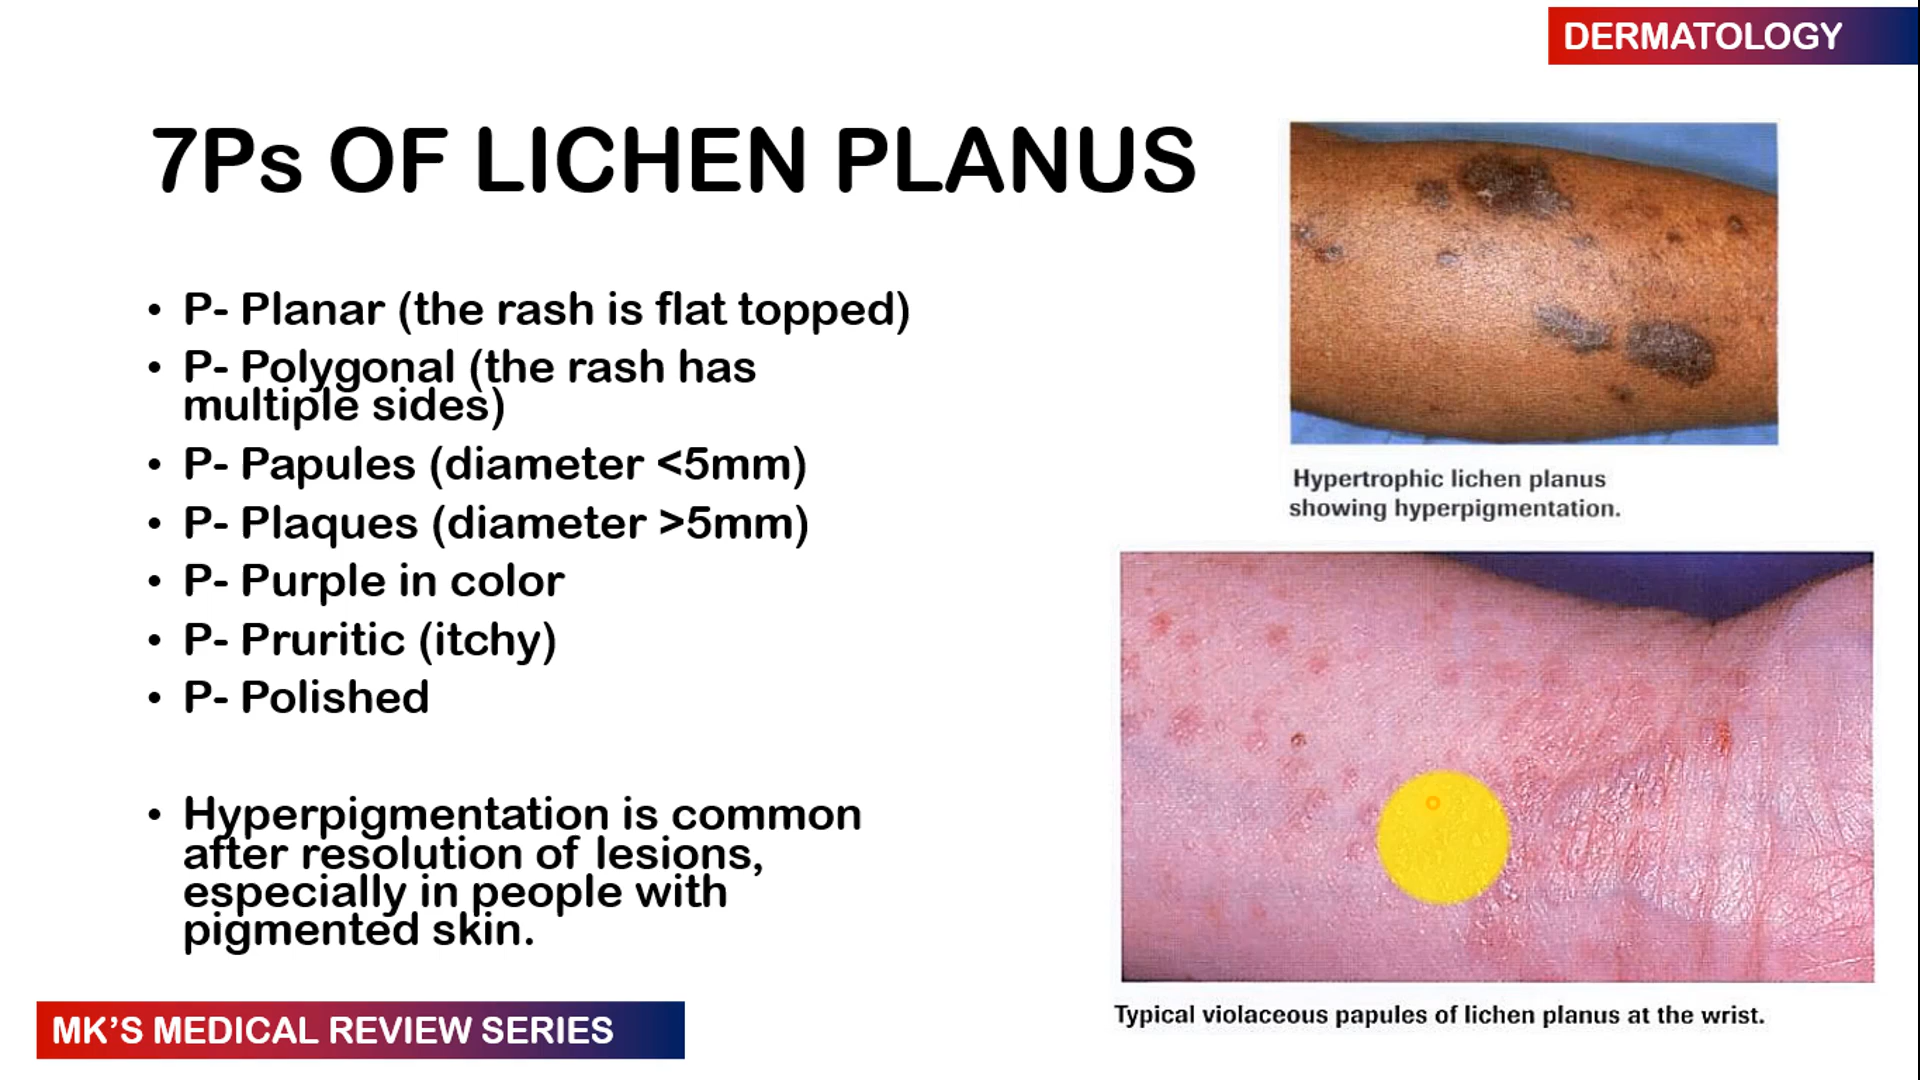 DERMATOLOGY
7Ps OF LICHEN PLANUS
• P- Planar (the rash is flat topped)
• P- Polygonal (the rash has
multiple sides)
• P- Papules (diameter <5mm)
• P- Plaques (diameter >5mm)
• P- Purple in color
• P- Pruritic (itchy)
• P- Polished
• Hyperpigmentation is common
after resolution of lesions,
especially in people with
pigmented skin.
Hypertrophic lichen planus
showing hyperpigmentation.
Typical violaceous papules of lichen planus at the wrist.
MK’S MEDICAL REVIEW SERIES